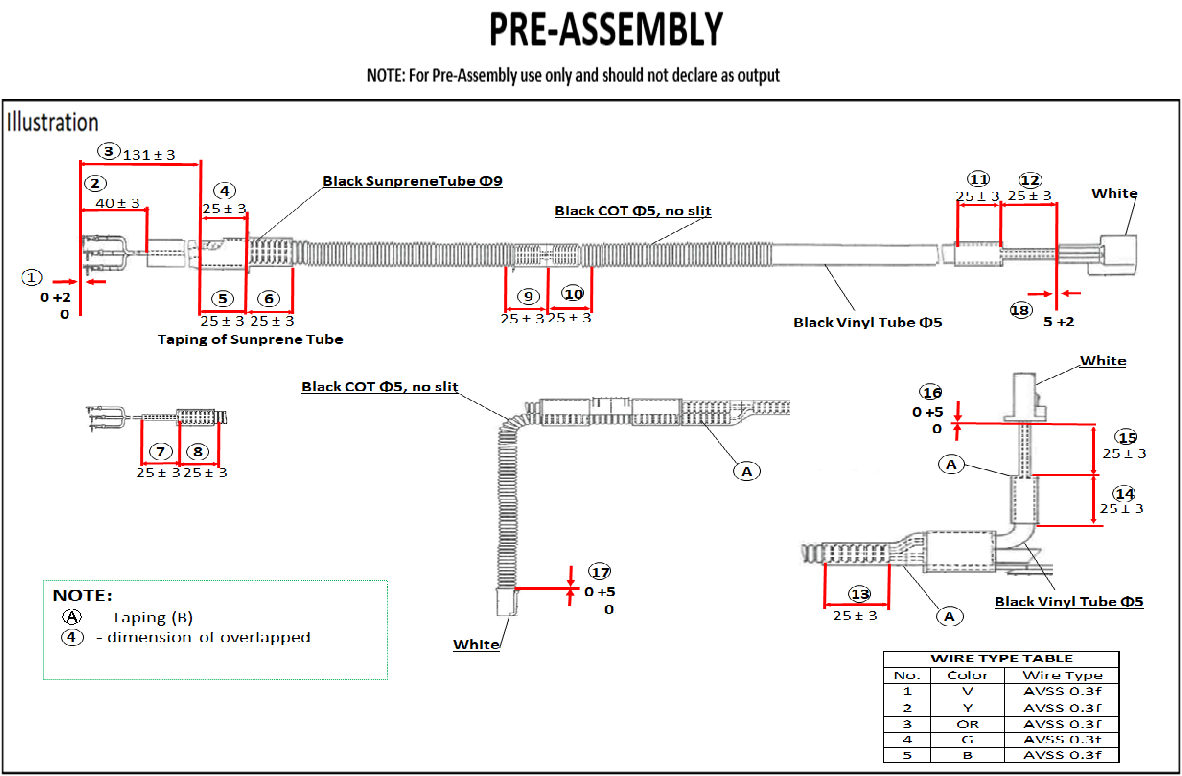 PRE-ASSEMBLY
NOTE: For Pre-Assembly use only and should not declare as output
Illustration
3 131 ± 3
2
40 ± 3
4
25 ± 3
Black SunpreneTube Φ9
Black COT Φ5, no slit
11 12
25 ± 3 25 ± 3
White
1
0 +2
0
5 6
25 ± 3 25 ± 3
Taping of Sunprene Tube
9 10
25 ± 3 25 ± 3
Black Vinyl Tube Φ5
18
5 +2
Black COT Φ5, no slit
White
16
0 +5
0
7 8
25 ± 3 25 ± 3
A
A
15
25 ± 3
14
25 ± 3
17
0 +5
0
White
13
25 ± 3
A
Black Vinyl Tube Φ5
NOTE:
A Taping (B)
4 - dimension of overlapped
WIRE TYPE TABLE
No. Color Wire Type
1 V AVSS 0.3f
2 Y AVSS 0.3f
3 OR AVSS 0.3f
4 G AVSS 0.3f
5 B AVSS 0.3f